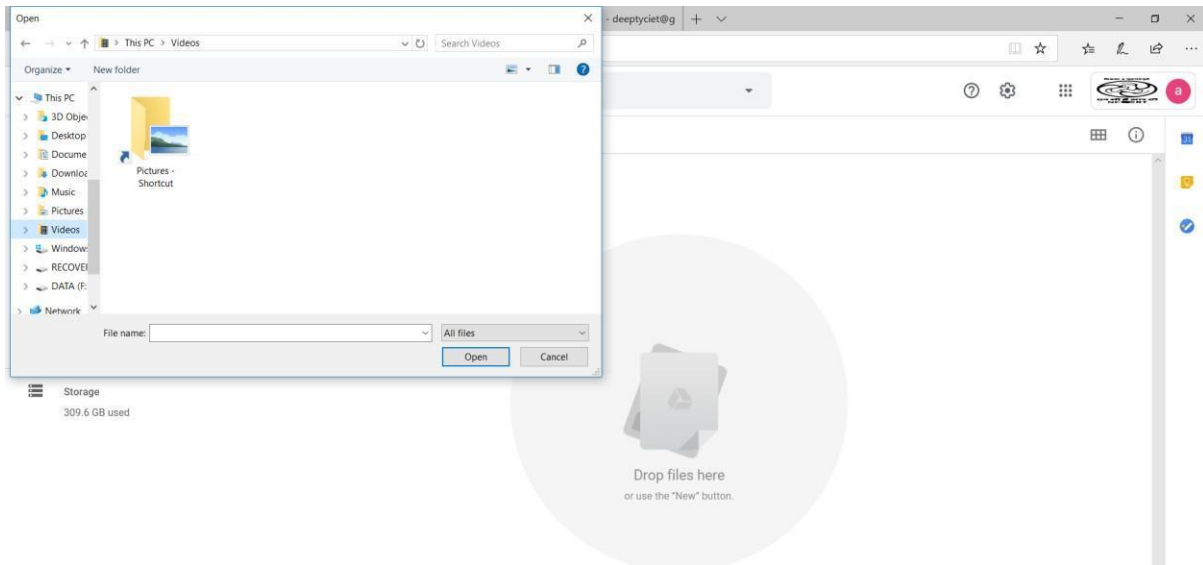 Open
- deeptyciet@g
This PC > Videos
Search Videos
Organize
New folder
This PC
3D Obje
Desktop
Docume
Downloa
Music
Pictures
Videos
Window
RECOVE
DATA (F:
Network
Pictures -
Shortcut
File name:
All files
Open
Cancel
a
31
Storage
309.6 GB used
Drop files here
or use the "New" button.